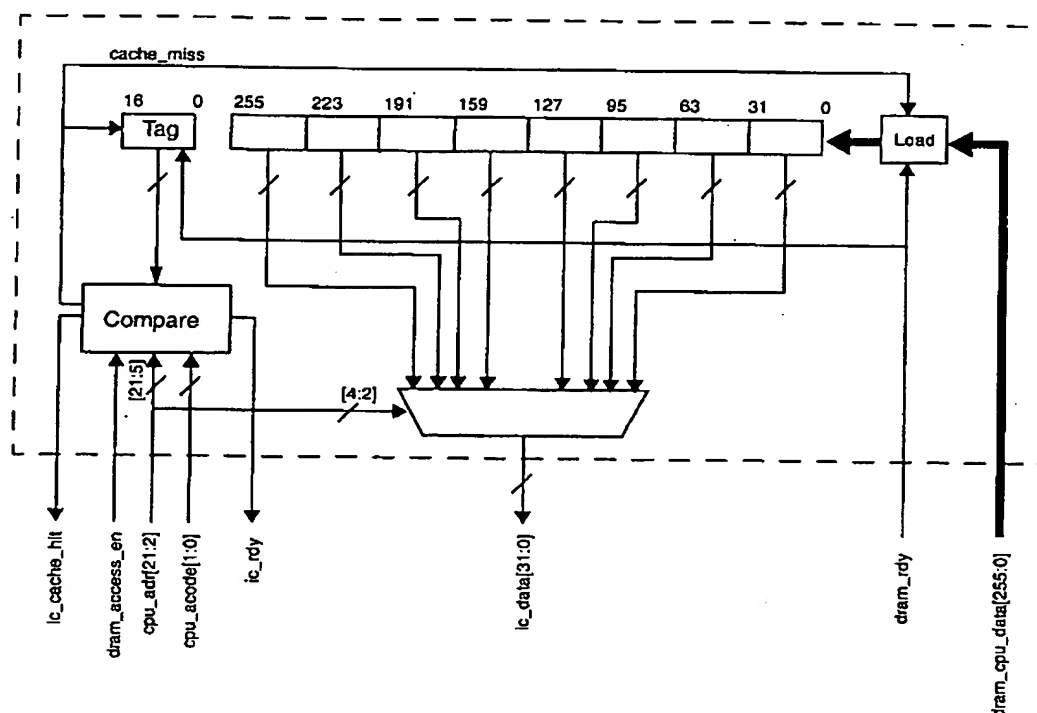 cache_miss
16 0 255 223 191 159 127 95 63 31 0
Tag
Load
Compare
[21:5]
[4:2]
ic_cache_hit
dram_access_en
cpu_adr[21:2]
cpu_acode[1:0]
ic_rdy
ic_data[31:0]
dram_rdy
dram_cpu_data[255:0]